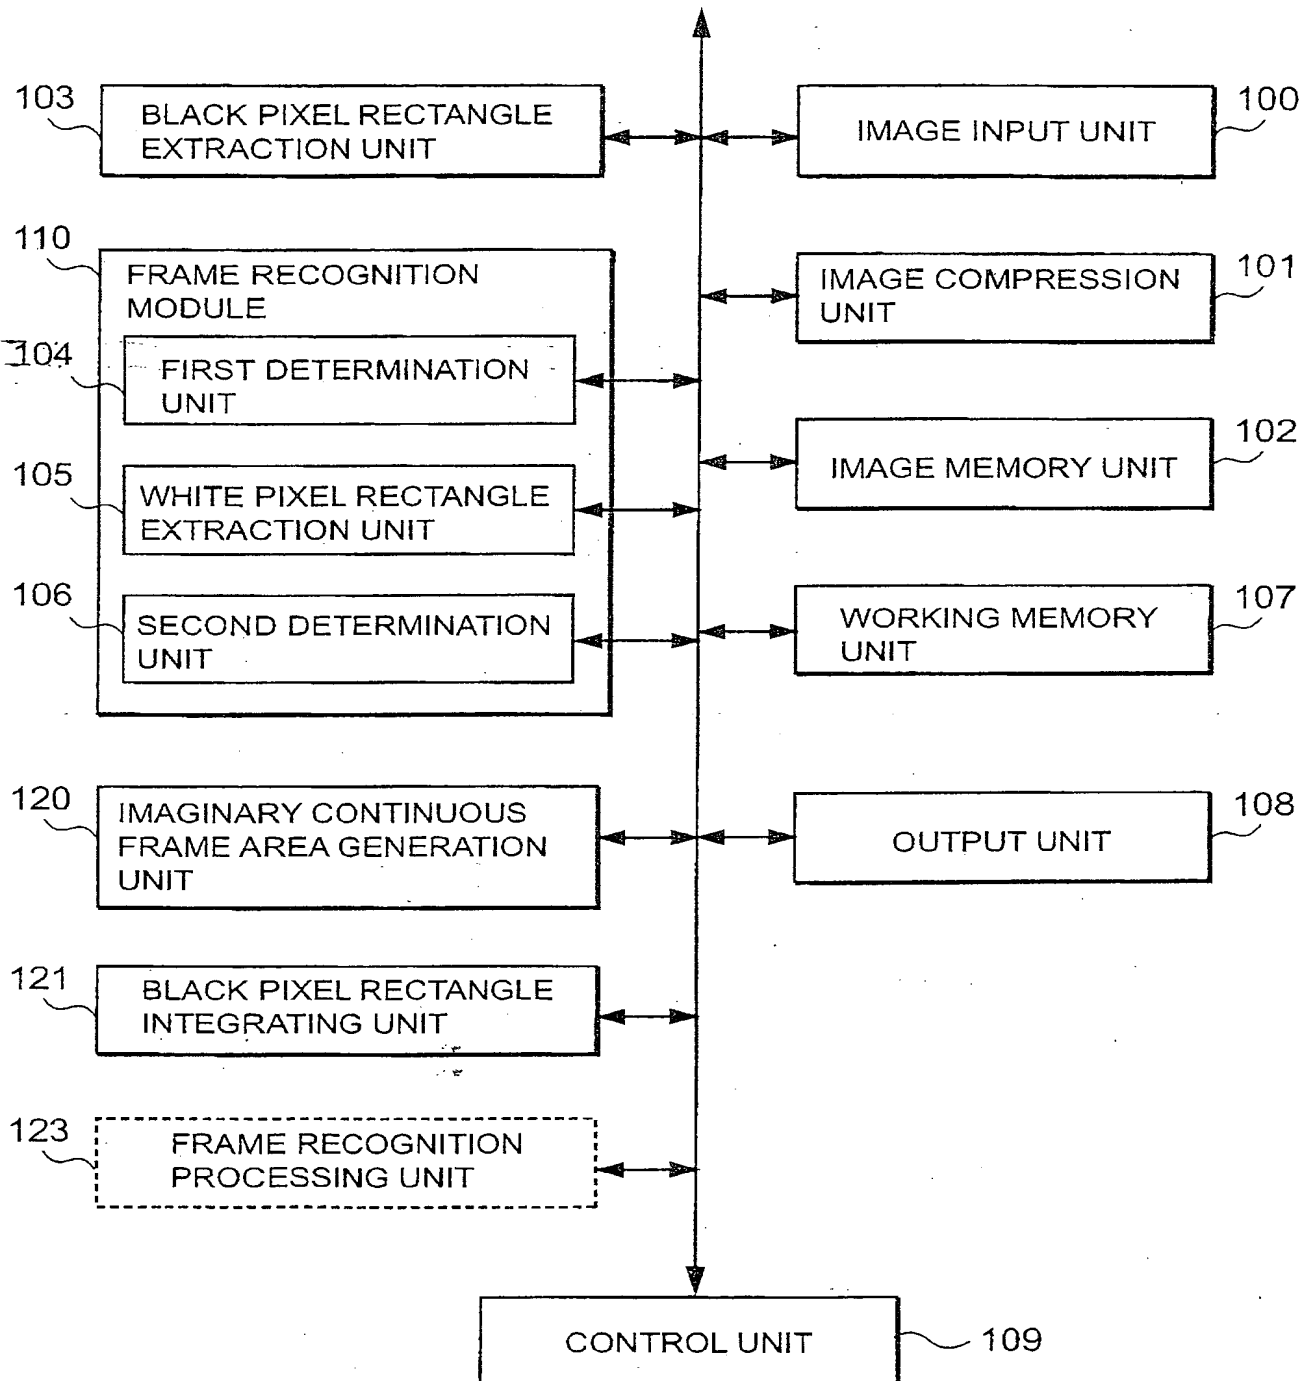 103
BLACK PIXEL RECTANGLE
EXTRACTION UNIT
100
IMAGE INPUT UNIT
110
FRAME RECOGNITION
MODULE
101
IMAGE COMPRESSION
UNIT
104
FIRST DETERMINATION
UNIT
102
IMAGE MEMORY UNIT
105
WHITE PIXEL RECTANGLE
EXTRACTION UNIT
106
SECOND DETERMINATION
UNIT
107
WORKING MEMORY
UNIT
120
IMAGINARY CONTINUOUS
FRAME AREA GENERATION
UNIT
108
OUTPUT UNIT
121
BLACK PIXEL RECTANGLE
INTEGRATING UNIT
123
FRAME RECOGNITION
PROCESSING UNIT
CONTROL UNIT
109